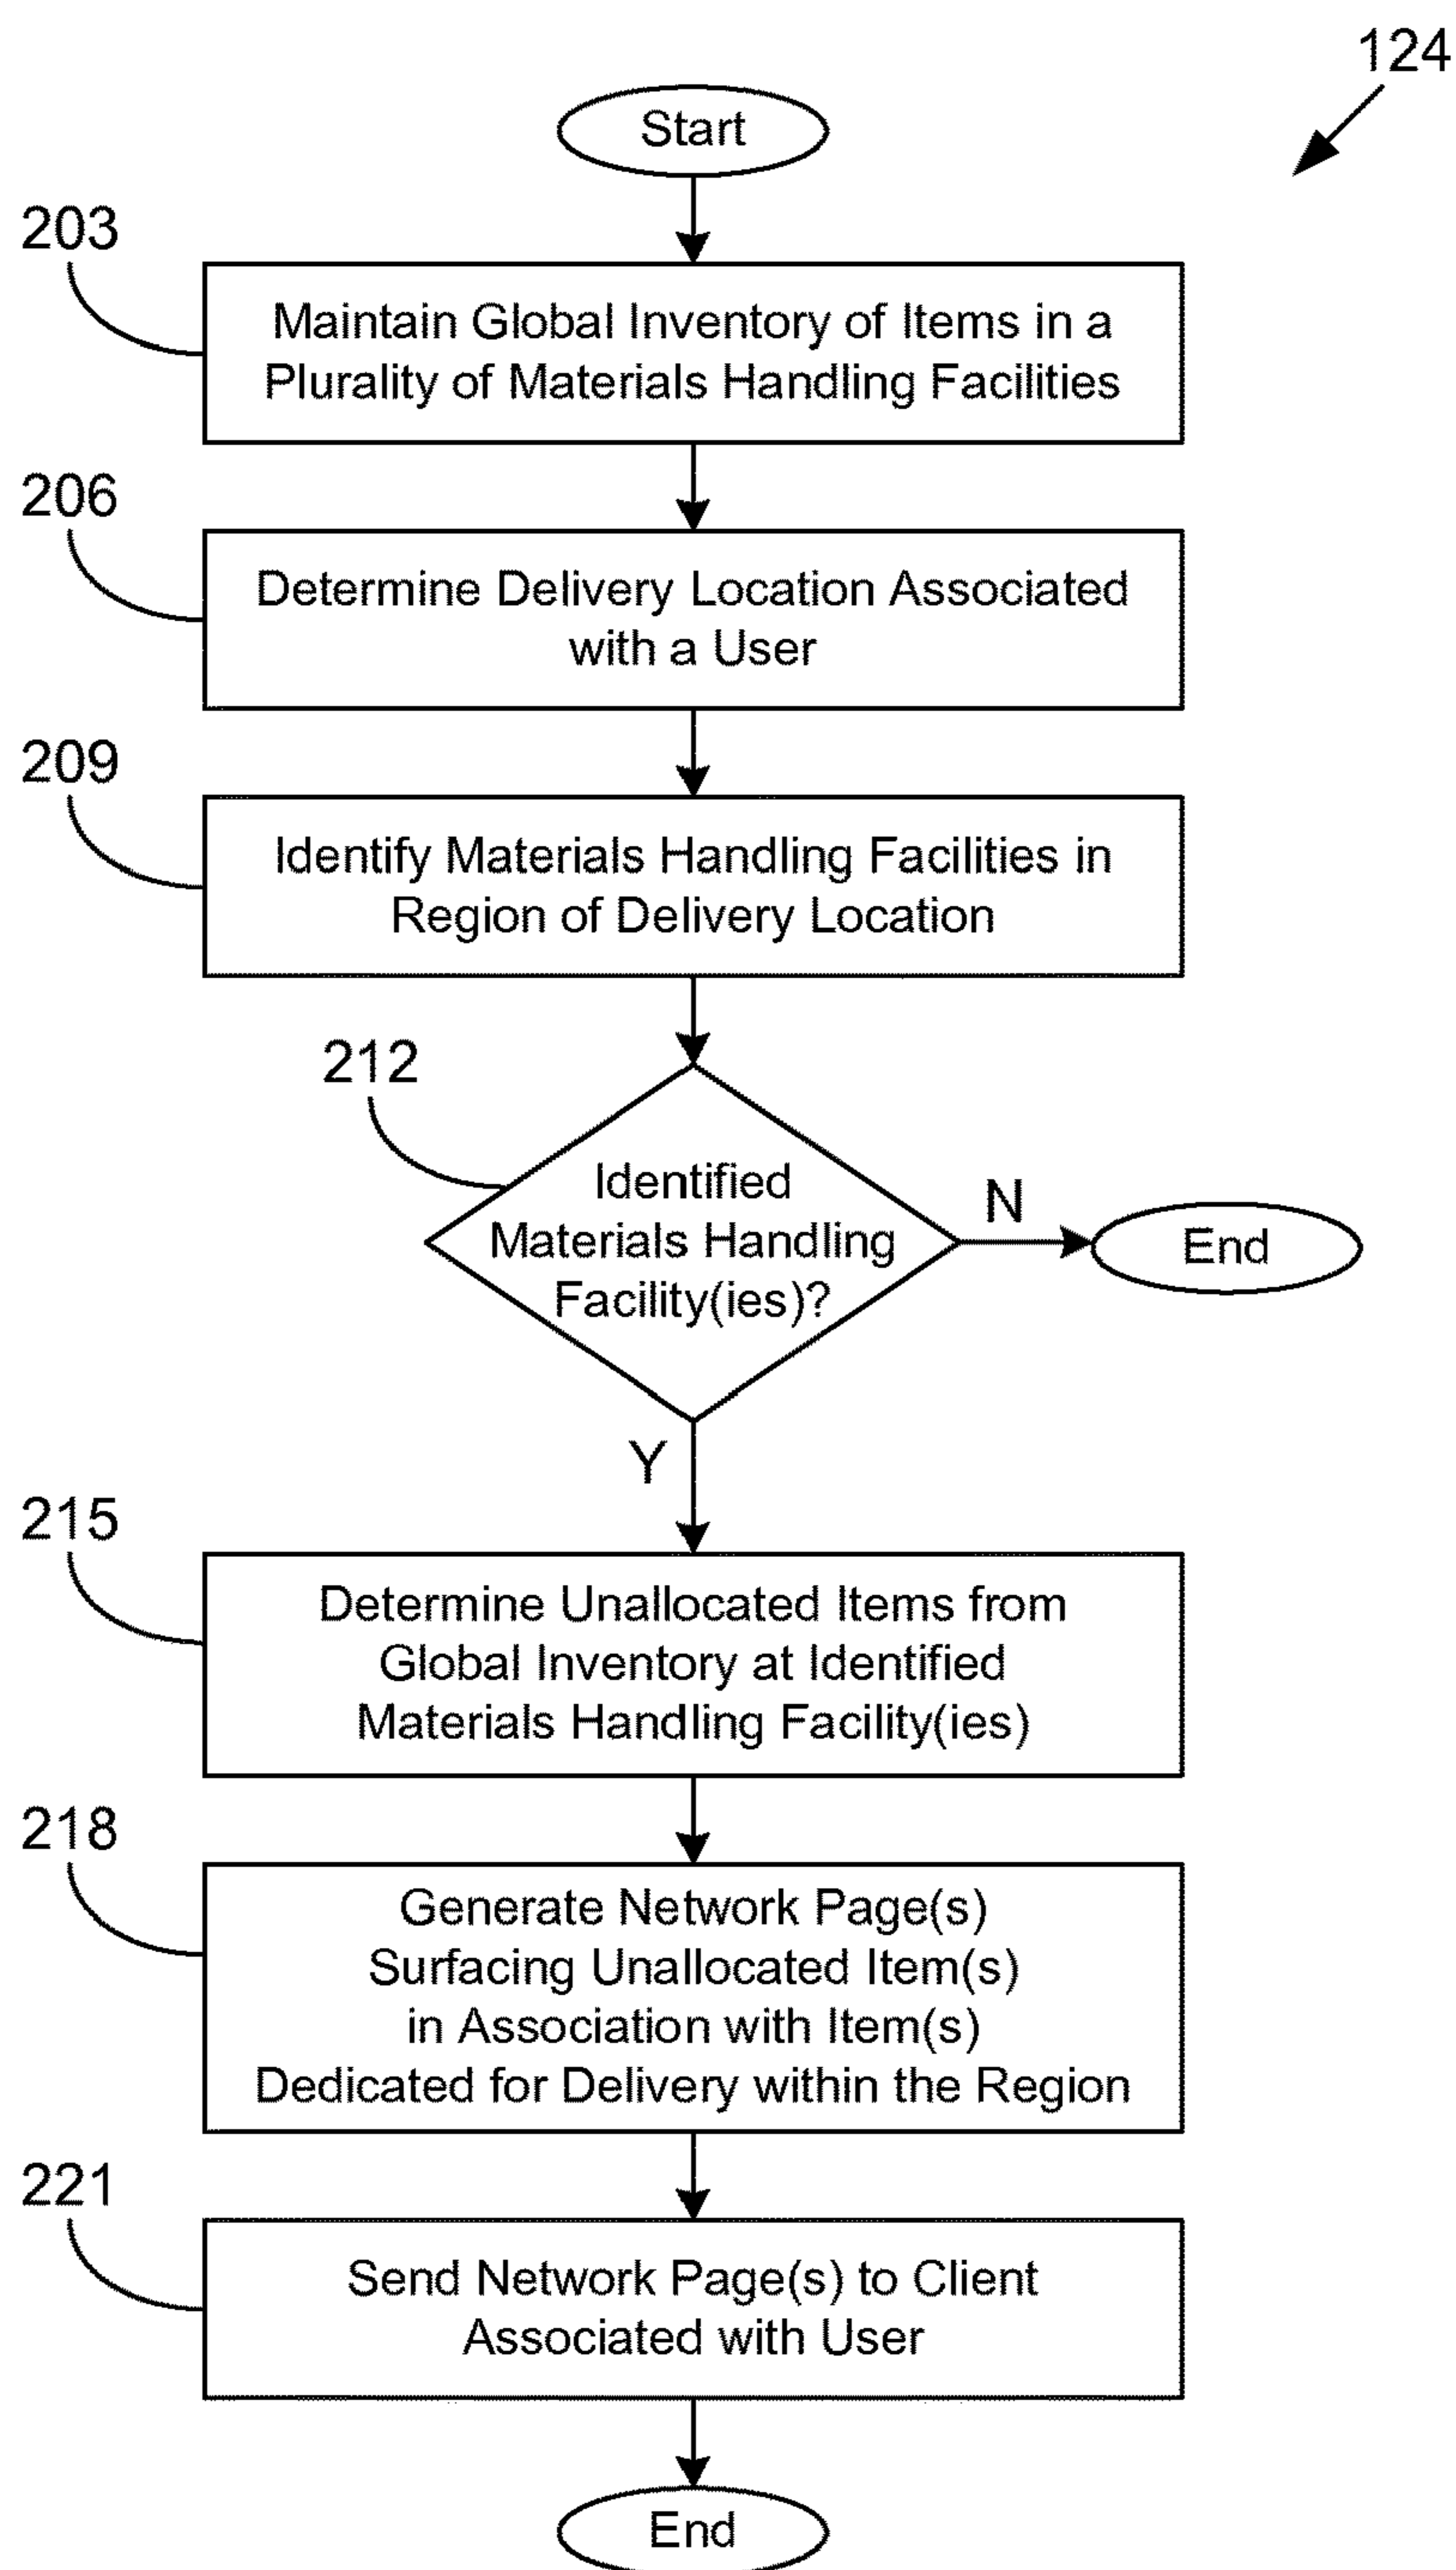 124
Start
203
Maintain Global Inventory of Items in a
Plurality of Materials Handling Facilities
206
Determine Delivery Location Associated
with a User
209
Identify Materials Handling Facilities in
Region of Delivery Location
212
Identified
Materials Handling
Facility(ies)?
N
End
Y
215
Determine Unallocated Items from
Global Inventory at Identified
Materials Handling Facility(ies)
218
Generate Network Page(s)
Surfacing Unallocated Item(s)
in Association with Item(s)
Dedicated for Delivery within the Region
221
Send Network Page(s) to Client
Associated with User
End